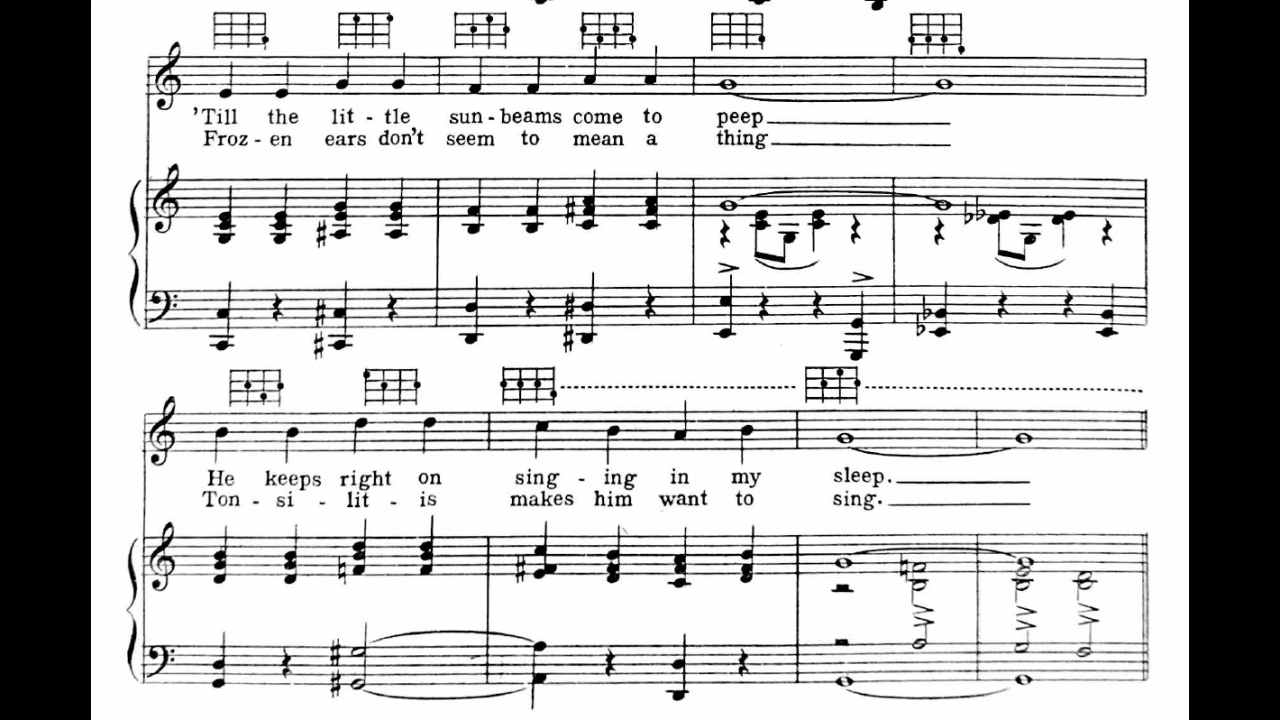 'Till the lit - tle sun - beams come to peep
Froz - en ears don't seem to mean a thing
He keeps right on sing - ing in my sleep.
Ton - si - lit - is makes him want to sing.